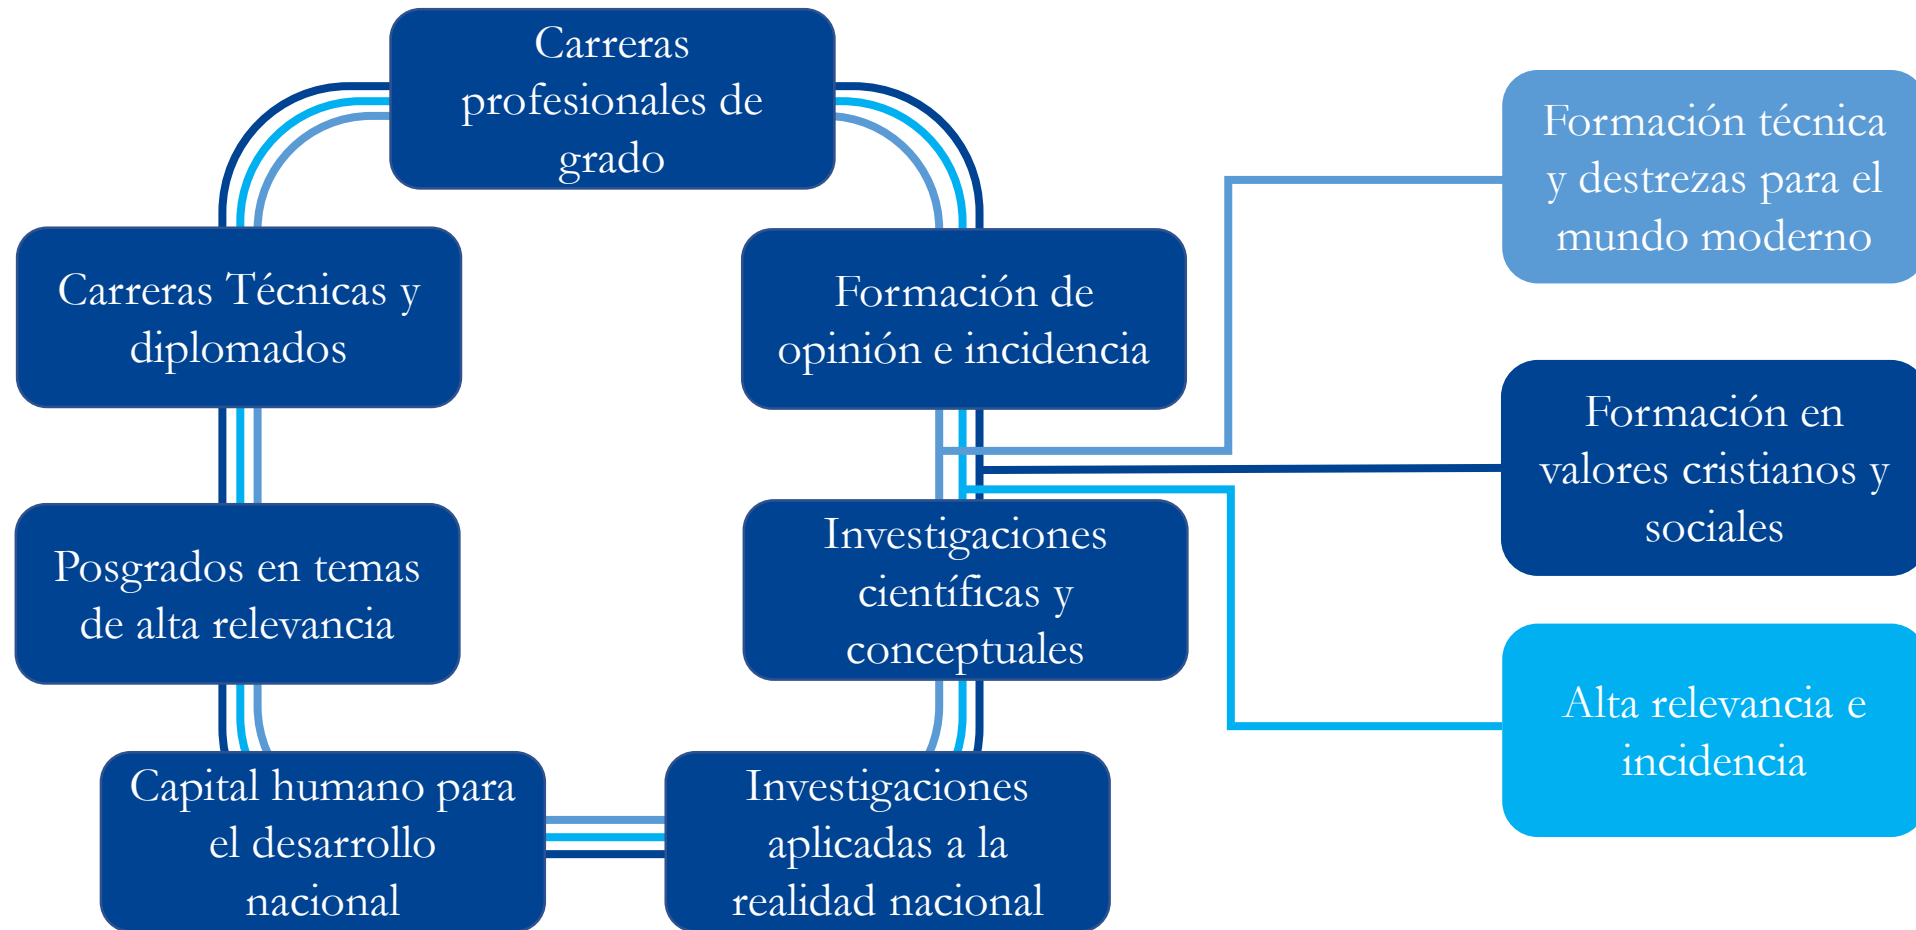 Carreras
profesionales de
grado
Carreras Técnicas y
diplomados
Formación de
opinión e incidencia
Posgrados en temas
de alta relevancia
Investigaciones
científicas y
conceptuales
Capital humano para
el desarrollo
nacional
Investigaciones
aplicadas a la
realidad nacional
Formación técnica
y destrezas para el
mundo moderno
Formación en
valores cristianos y
sociales
Alta relevancia e
incidencia